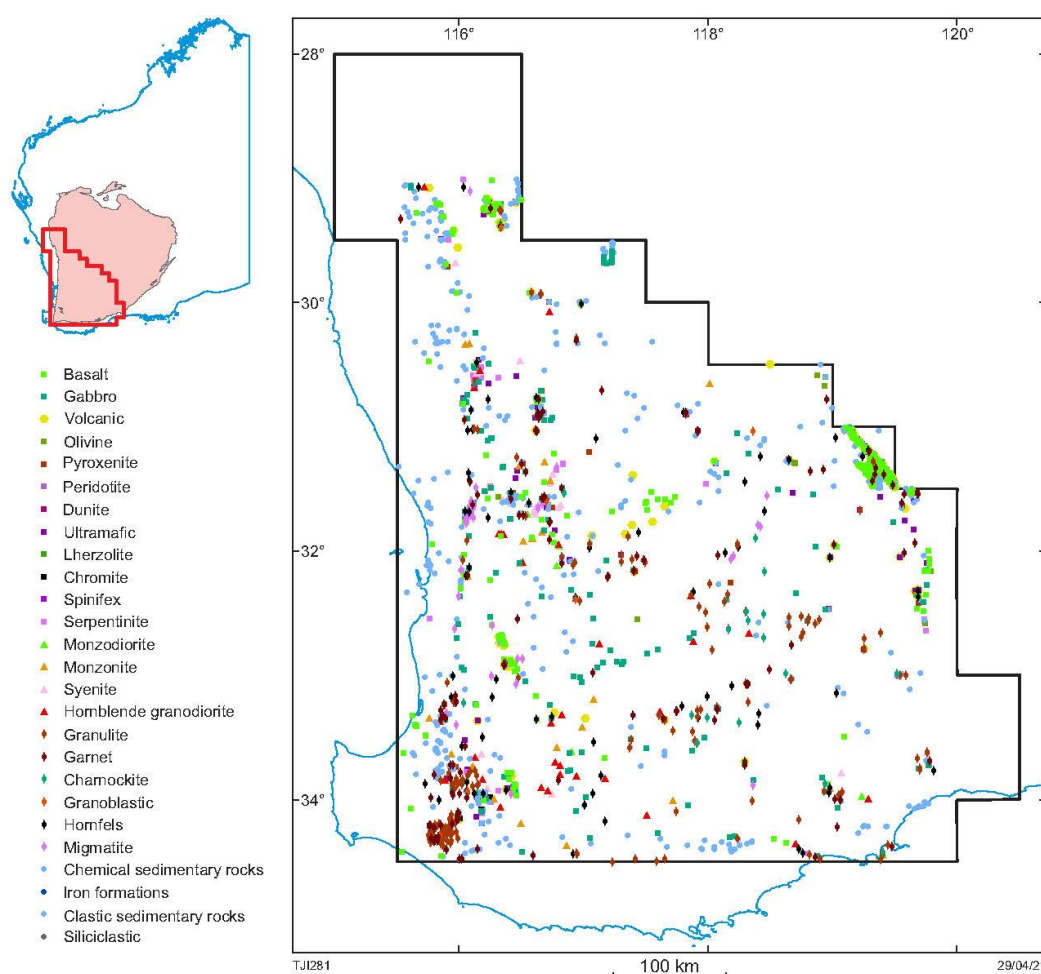 116°
118°
120°
28°
30°
32°
34°
Basalt
Gabbro
Volcanic
Olivine
Pyroxenite
Peridotite
Dunite
Ultramafic
Lherzolite
Chromite
Spinifex
Serpentinite
Monzodiorite
Monzonite
Syenite
Hornblende granodiorite
Granulite
Garnet
Charnockite
Granoblastic
Hornfels
Migmatite
Chemical sedimentary rocks
Iron formations
Clastic sedimentary rocks
Siliciclastic
TJI281
100 km